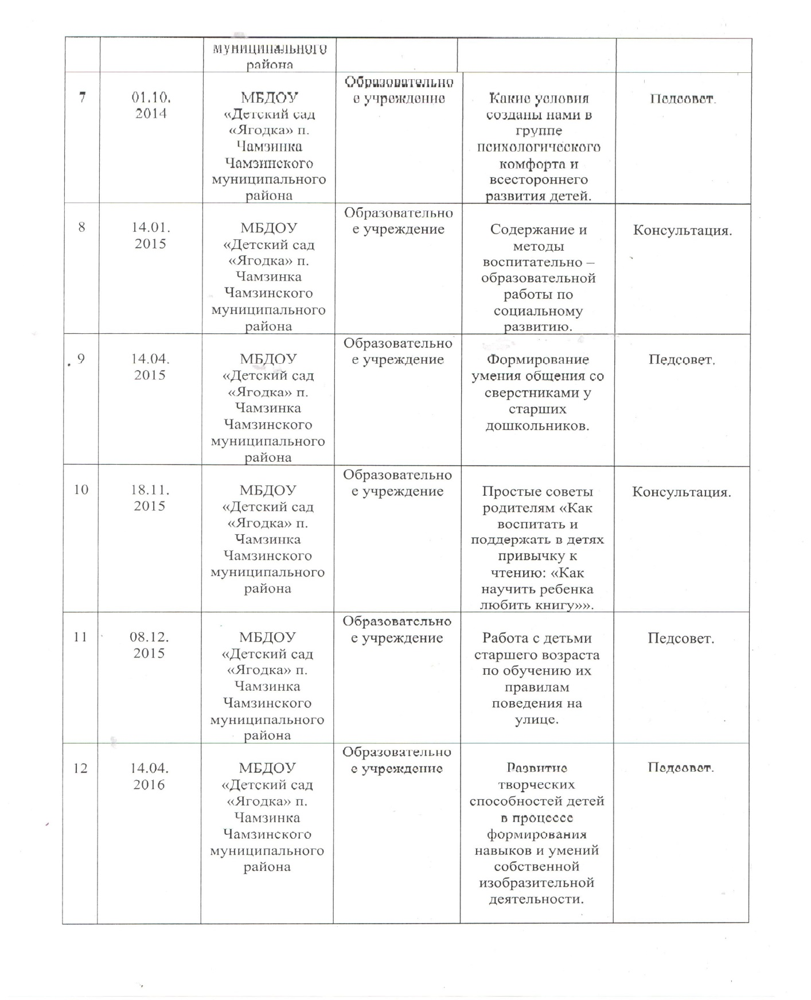 муниципального
района
7
01.10.
2014
МБДОУ
«Детский сад
«Ягодка» п.
Чамзинка
Чамзинского
муниципального
района
Образовательно
е учреждение
Какие условия
созданы нами в
группе
психологического
комфорта и
всестороннего
развития детей.
Педсовет.
8
14.01.
2015
МБДОУ
«Детский сад
«Ягодка» п.
Чамзинка
Чамзинского
муниципального
района
Образовательно
е учреждение
Содержание и
методы
воспитательно –
образовательной
работы по
социальному
развитию.
Консультация.
9
14.04.
2015
МБДОУ
«Детский сад
«Ягодка» п.
Чамзинка
Чамзинского
муниципального
района
Образовательно
е учреждение
Формирование
умения общения со
сверстниками у
старших
дошкольников.
Педсовет.
10
18.11.
2015
МБДОУ
«Детский сад
«Ягодка» п.
Чамзинка
Чамзинского
муниципального
района
Образовательно
е учреждение
Простые советы
родителям «Как
воспитать и
поддержать в детях
привычку к
чтению: «Как
научить ребенка
любить книгу»».
Консультация.
11
08.12.
2015
МБДОУ
«Детский сад
«Ягодка» п.
Чамзинка
Чамзинского
муниципального
района
Образовательно
е учреждение
Работа с детьми
старшего возраста
по обучению их
правилам
поведения на
улице.
Педсовет.
12
14.04.
2016
МБДОУ
«Детский сад
«Ягодка» п.
Чамзинка
Чамзинского
муниципального
района
Образовательно
е учреждение
Развитие
творческих
способностей детей
в процессе
формирования
навыков и умений
собственной
изобразительной
деятельности.
Педсовет.